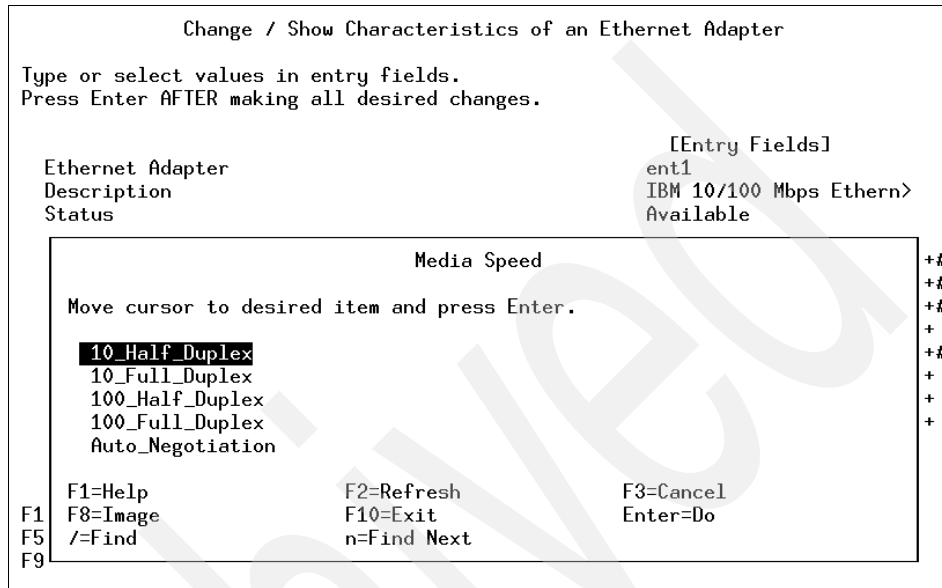 Change / Show Characteristics of an Ethernet Adapter
Type or select values in entry fields.
Press Enter AFTER making all desired changes.
[Entry Fields]
Ethernet Adapter ent1
Description IBM 10/100 Mbps Ethern>
Status Available
Media Speed +#
+#
Move cursor to desired item and press Enter. +#
+
10_Half_Duplex +#
10_Full_Duplex +
100_Half_Duplex +
100_Full_Duplex +
Auto_Negotiation
F1=Help F2=Refresh F3=Cancel
F1 F8=Image F10=Exit Enter=Do
F5 /=Find n=Find Next
F9